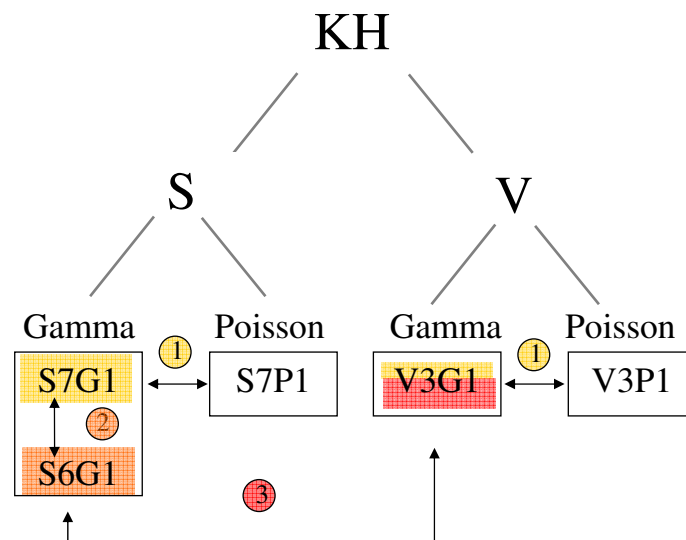 KH
S V
Gamma Poisson Gamma Poisson
1 1
S7G1 S7P1 V3G1 V3P1
2
S6G1
3